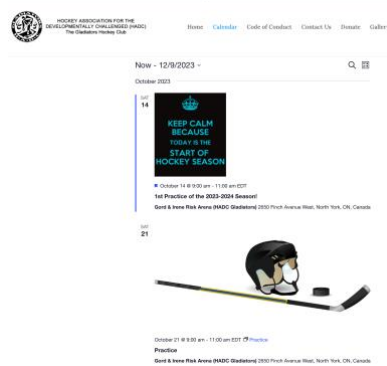 HOCKEY ASSOCIATION FOR THE
DEVELOPMENTALLY CHALLENGED (HADC)
The Gladiators Hockey Club
Home Calendar Code of Conduct Contact Us Donate Galler
Now - 12/9/2023
October 2023
SAT
14
KEEP CALM
BECAUSE
TODAY IS THE
START OF
HOCKEY SEASON
October 14 @ 9:00 am - 11:00 am EDT
1st Practice of the 2023-2024 Season!
Gord & Irene Risk Arena (HADC Gladiators) 2650 Finch Avenue West, North York, ON, Canada
SAT
21
October 21 @ 9:00 am - 11:00 am EDT Practice
Practice
Gord & Irene Risk Arena (HADC Gladiators) 2650 Finch Avenue West, North York, ON, Canada